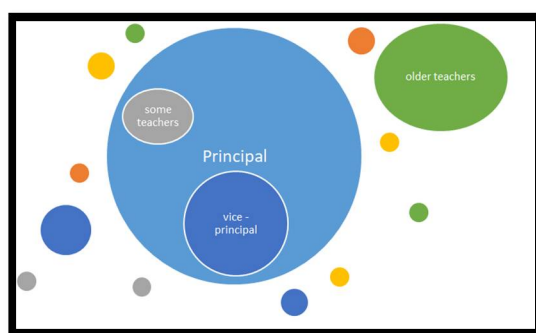 older teachers
some
teachers
Principal
vice -
principal